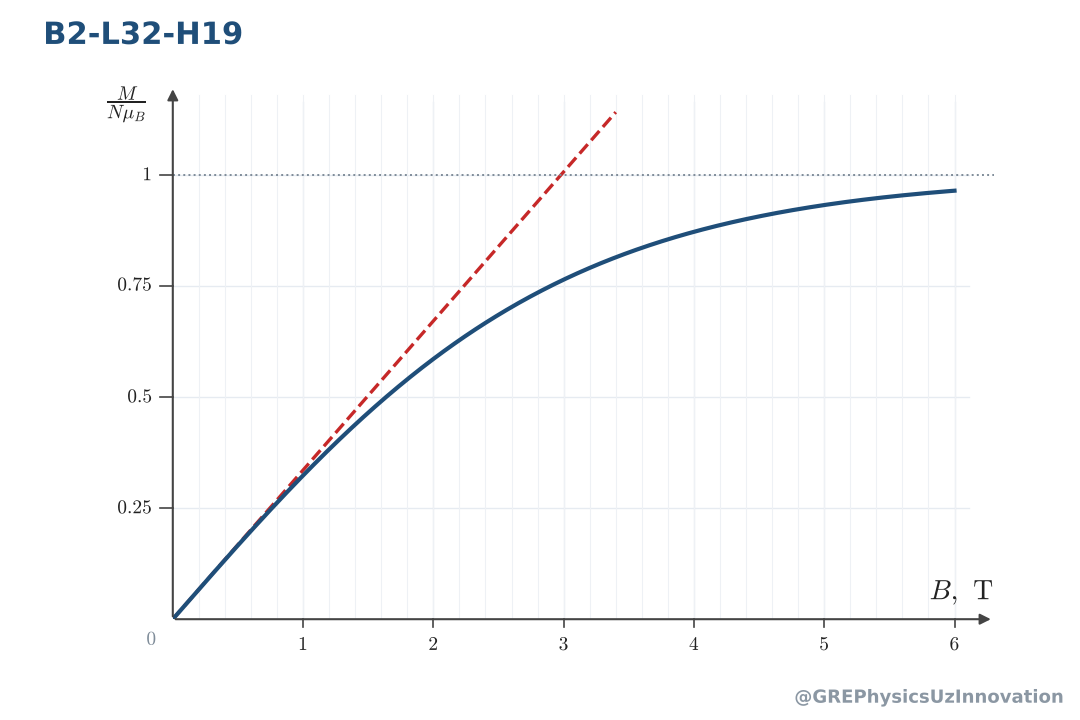 B2-L32-H19
M/(Nμ_B)
1
0.75
0.5
0.25
0
1 2 3 4 5 6
B, T
@GREPhysicsUzInnovation